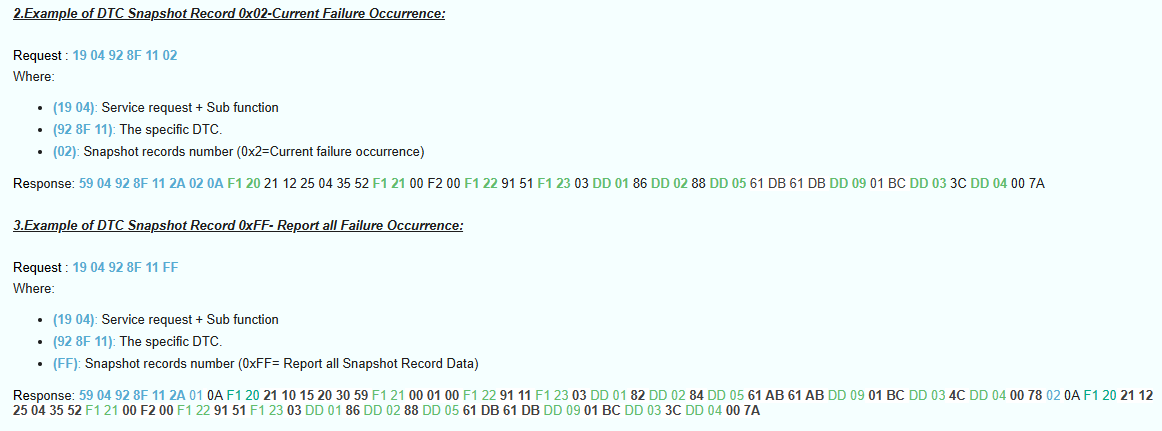 2.Example of DTC Snapshot Record 0x02-Current Failure Occurrence:
Request : 19 04 92 8F 11 02
Where:
• (19 04): Service request + Sub function
• (92 8F 11): The specific DTC.
• (02): Snapshot records number (0x2=Current failure occurrence)
Response: 59 04 92 8F 11 2A 02 0A F1 20 21 12 25 04 35 52 F1 21 00 F2 00 F1 22 91 51 F1 23 03 DD 01 86 DD 02 88 DD 05 61 DB 61 DB DD 09 01 BC DD 03 3C DD 04 00 7A
3.Example of DTC Snapshot Record 0xFF- Report all Failure Occurrence:
Request : 19 04 92 8F 11 FF
Where:
• (19 04): Service request + Sub function
• (92 8F 11): The specific DTC.
• (FF): Snapshot records number (0xFF= Report all Snapshot Record Data)
Response: 59 04 92 8F 11 2A 01 0A F1 20 21 10 15 20 30 59 F1 21 00 01 00 F1 22 91 11 F1 23 03 DD 01 82 DD 02 84 DD 05 61 AB 61 AB DD 09 01 BC DD 03 4C DD 04 00 78 02 0A F1 20 21 12
25 04 35 52 F1 21 00 F2 00 F1 22 91 51 F1 23 03 DD 01 86 DD 02 88 DD 05 61 DB 61 DB DD 09 01 BC DD 03 3C DD 04 00 7A